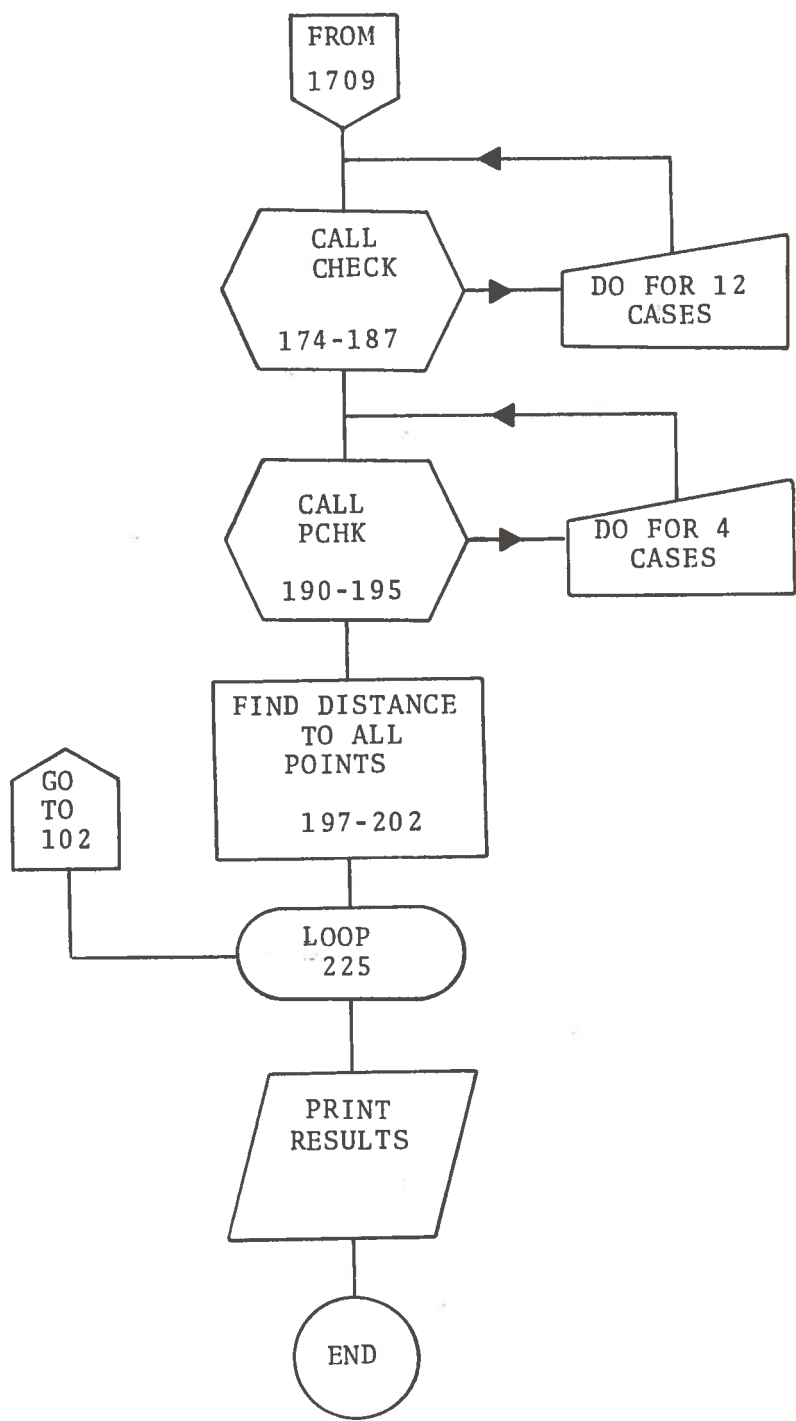 FROM
1709
CALL
CHECK
174-187
DO FOR 12
CASES
CALL
PCHK
190-195
DO FOR 4
CASES
FIND DISTANCE
TO ALL
POINTS
197-202
GO
TO
102
LOOP
225
PRINT
RESULTS
END